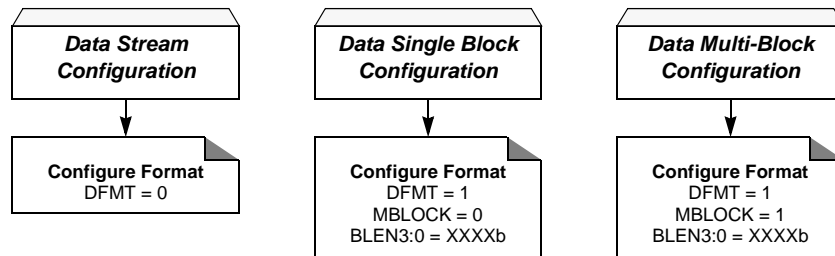 Data Stream
Configuration
Data Single Block
Configuration
Data Multi-Block
Configuration
Configure Format
DFMT = 0
Configure Format
DFMT = 1
MBLOCK = 0
BLEN3:0 = XXXXb
Configure Format
DFMT = 1
MBLOCK = 1
BLEN3:0 = XXXXb